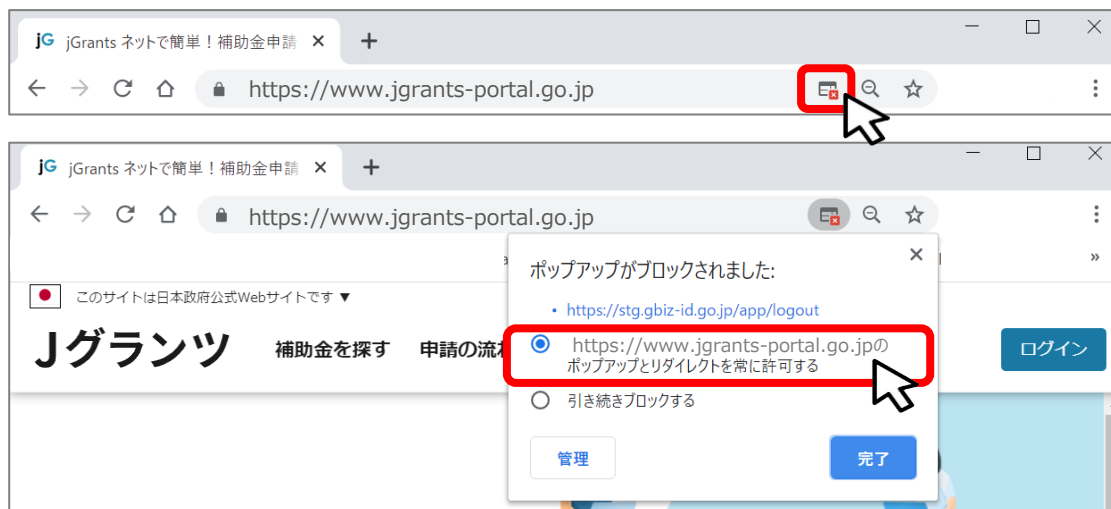 jG jGrants ネットで簡単！補助金申請
https://www.jgrants-portal.go.jp
jG jGrants ネットで簡単！補助金申請
https://www.jgrants-portal.go.jp
ポップアップがブロックされました:
• https://stg.gbiz-id.go.jp/app/logout
このサイトは日本政府公式Webサイトです ▼
Jグランツ 補助金を探す 申請の流れ
https://www.jgrants-portal.go.jpの
ポップアップとリダイレクトを常に許可する
ログイン
引き続きブロックする
管理 完了